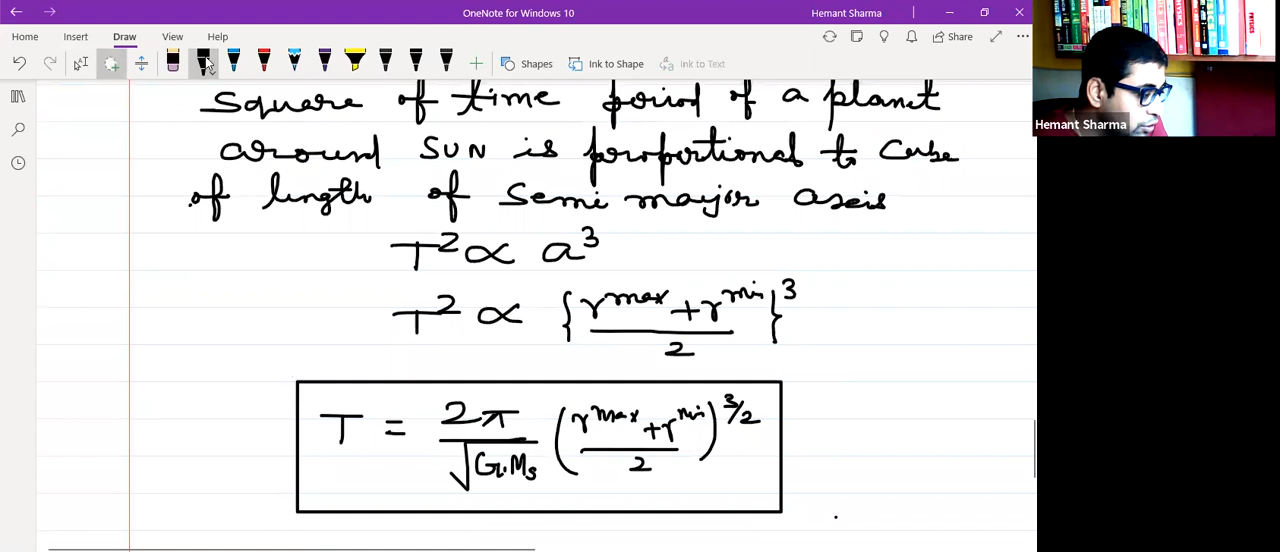 OneNote for Windows 10
Hemant Sharma
Home Insert Draw View Help
Share
Shapes Ink to Shape Ink to Text
Hemant Sharma
Square of time period of a planet
around SUN is proportional to Cube
of length of Semi major axis
T² ∝ a³
T² ∝ {(r^max + r^min)/2}³
T = 2π/√(G.Ms) ((r^max + r^min)/2)^3/2